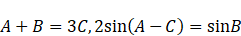 A + B = 3C, 2sin(A − C) = sinB